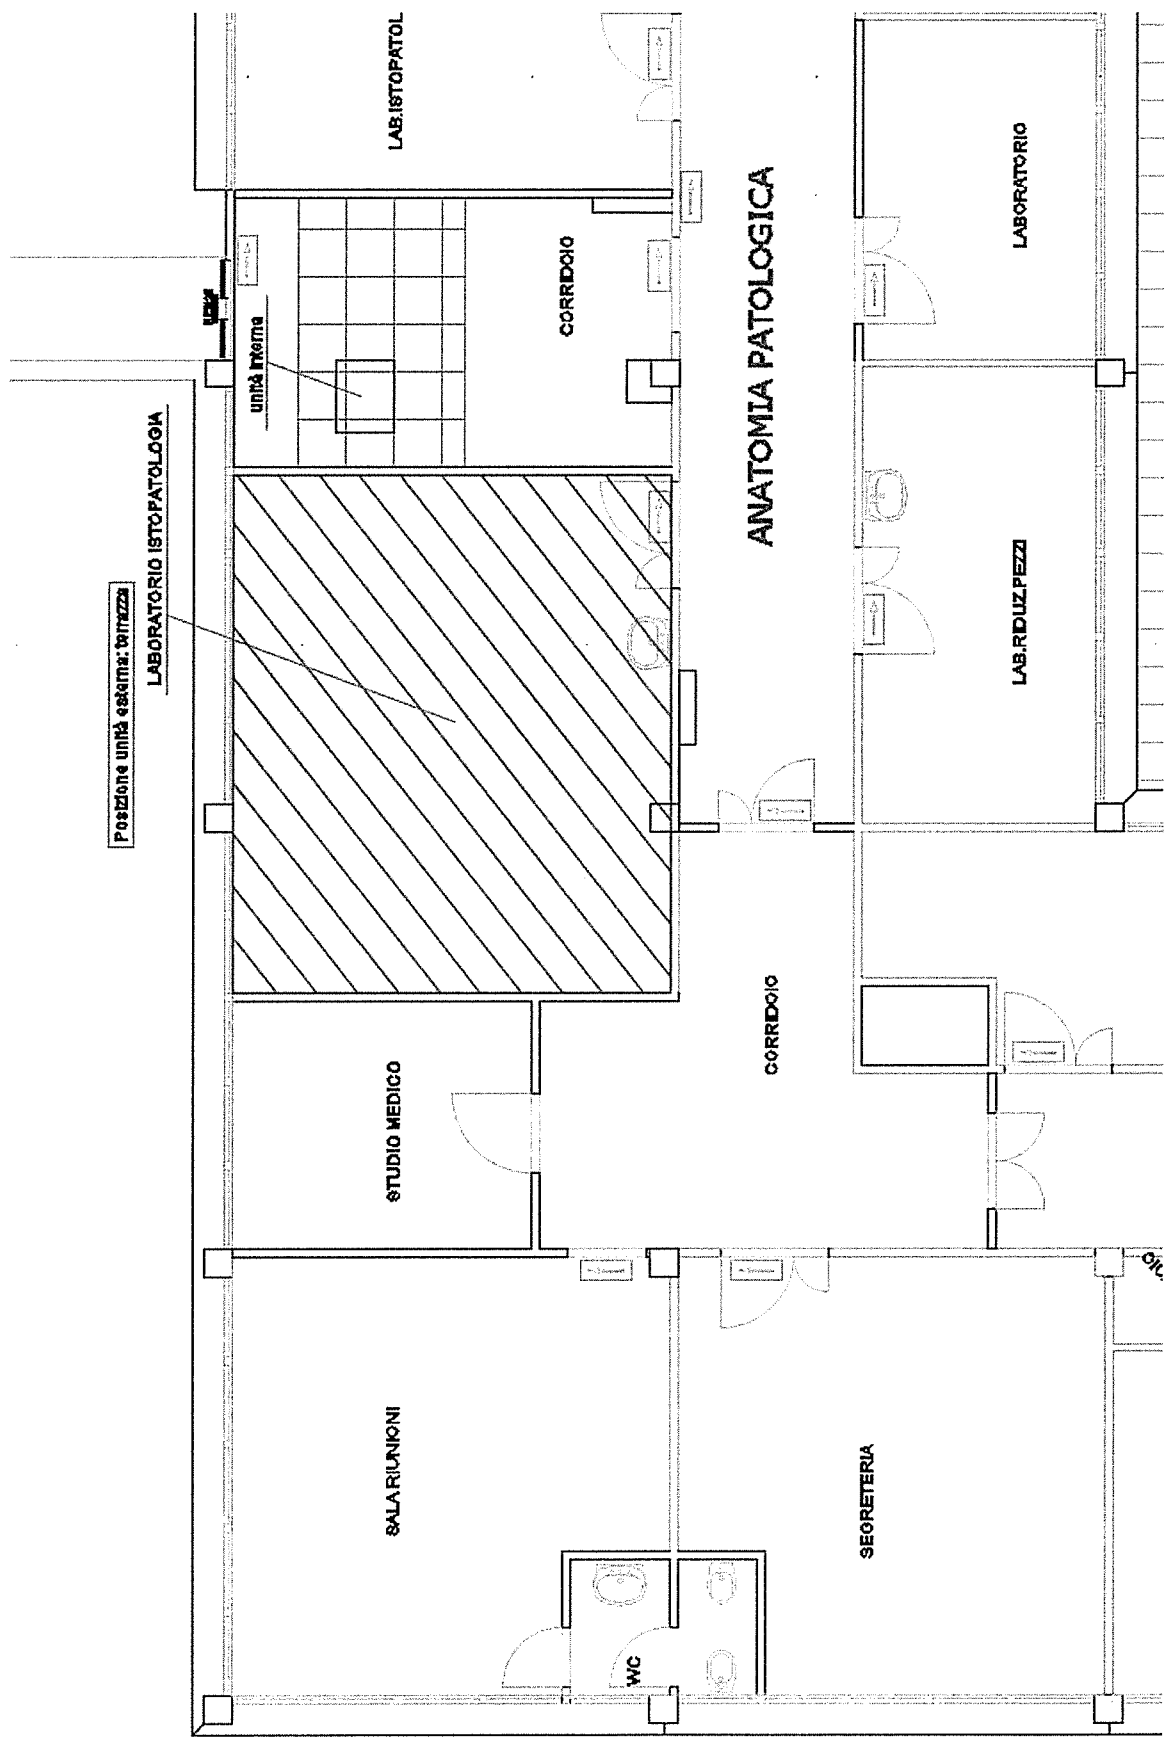 Posizione unità esterna: terrazza
LABORATORIO ISTOPATOLOGIA
unità interna
LAB.ISTOPATOL
CORRIDOIO
ANATOMIA PATOLOGICA
LABORATORIO
LAB.RIDUZ.PEZZI
CORRIDOIO
STUDIO MEDICO
SALA RIUNIONI
SEGRETERIA
WC